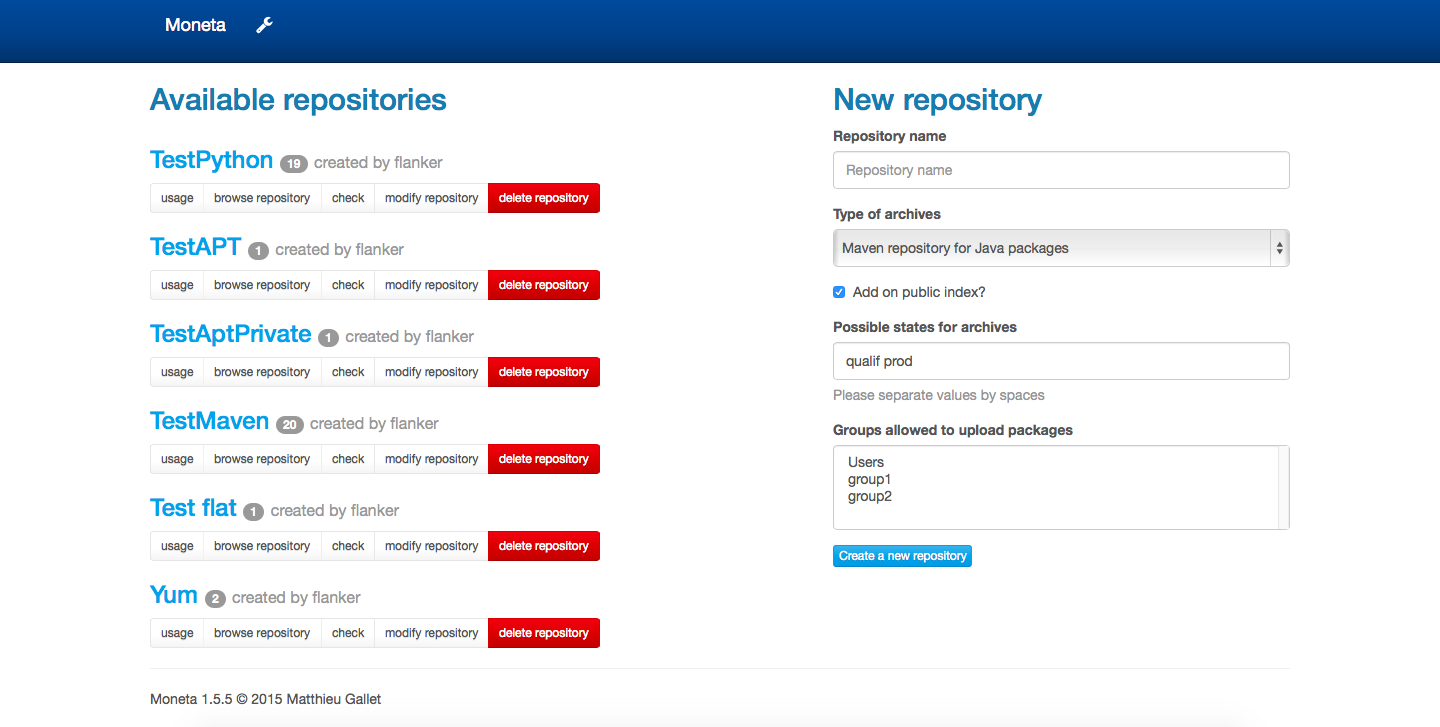 Moneta
Available repositories
TestPython 19 created by flanker
usage browse repository check modify repository delete repository
TestAPT 1 created by flanker
usage browse repository check modify repository delete repository
TestAptPrivate 1 created by flanker
usage browse repository check modify repository delete repository
TestMaven 20 created by flanker
usage browse repository check modify repository delete repository
Test flat 1 created by flanker
usage browse repository check modify repository delete repository
Yum 2 created by flanker
usage browse repository check modify repository delete repository
New repository
Repository name
Repository name
Type of archives
Maven repository for Java packages
Add on public index?
Possible states for archives
qualif prod
Please separate values by spaces
Groups allowed to upload packages
Users
group1
group2
Create a new repository
Moneta 1.5.5 © 2015 Matthieu Gallet